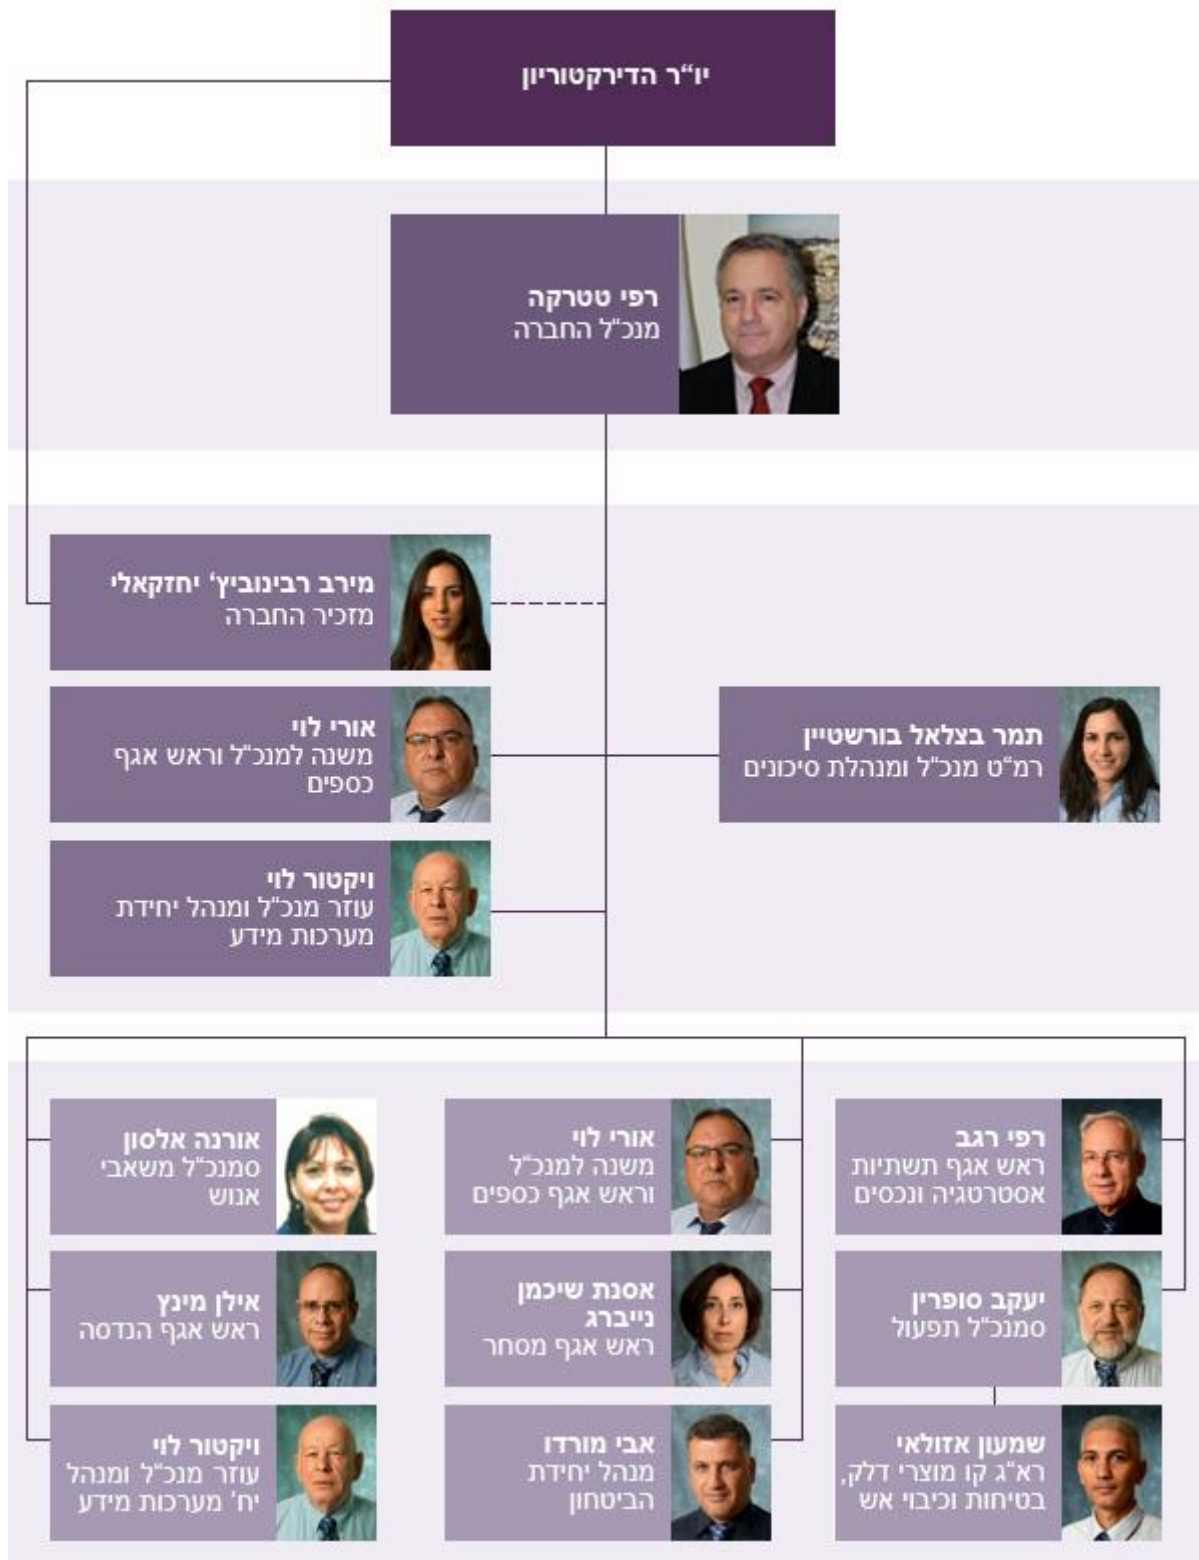 יו“ר הדירקטוריון
רפי טטרקה
מנכ“ל החברה
מירב רבינוביץ‘ יחזקאלי
מזכיר החברה
תמר בצלאל בורשטיין
רמ“ט מנכ“ל ומנהלת סיכונים
אורי לוי
משנה למנכ“ל וראש אגף
כספים
ויקטור לוי
עוזר מנכ“ל ומנהל יחידת
מערכות מידע
רפי רגב
ראש אגף תשתיות
אסטרטגיה ונכסים
יעקב סופרין
סמנכ“ל תפעול
שמעון אזולאי
רא“ג קו מוצרי דלק,
בטיחות וכיבוי אש
אורי לוי
משנה למנכ“ל
וראש אגף כספים
אסנת שיכמן
נייברג
ראש אגף מסחר
אבי מורדו
מנהל יחידת
הביטחון
אורנה אלסון
סמנכ“ל משאבי
אנוש
אילן מינץ
ראש אגף הנדסה
ויקטור לוי
עוזר מנכ“ל ומנהל
יח' מערכות מידע